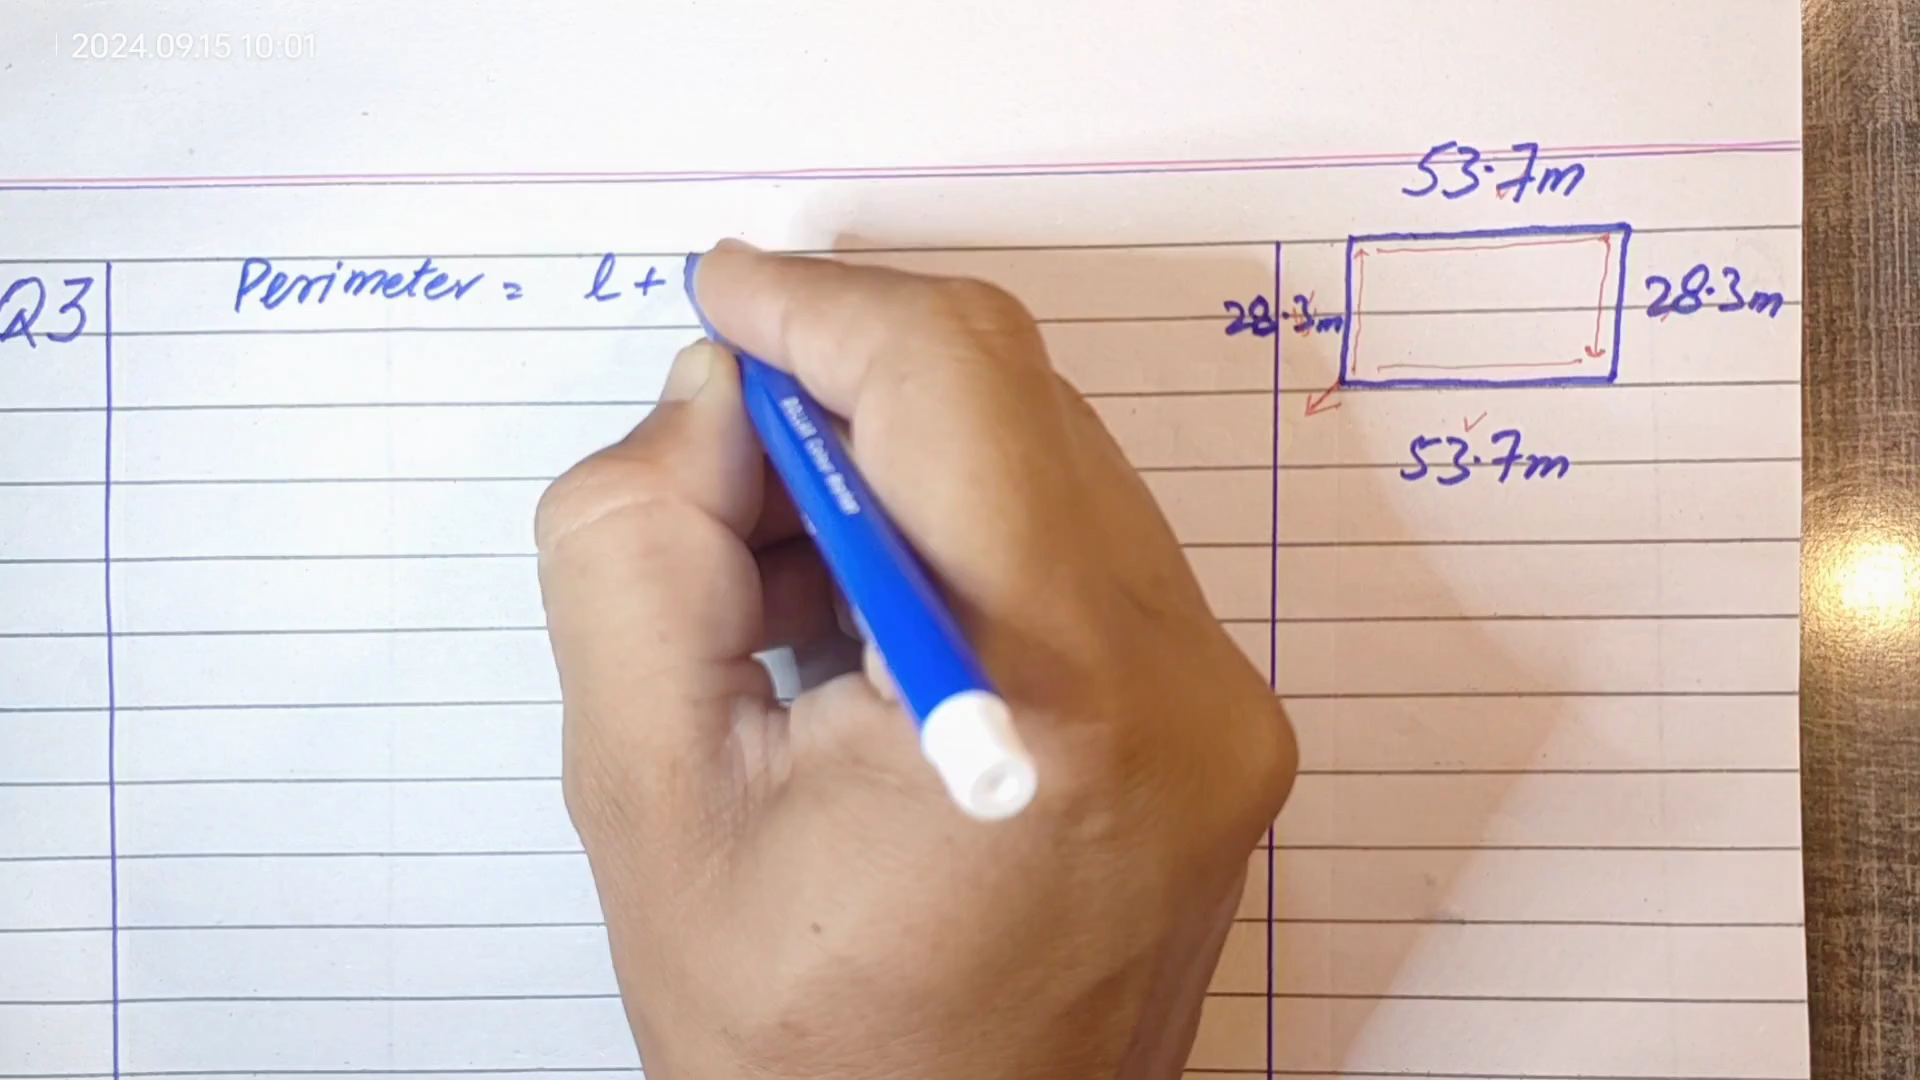 2024.09.15 10:01
53.7m
Q3 Perimeter = l +
28.3m 28.3m
53.7m